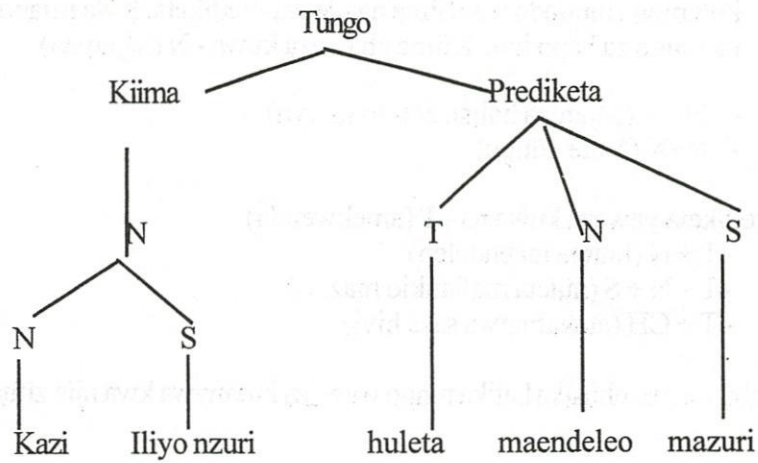 Tungo
Kiima Prediketa
T N S
N
N S
Kazi Iliyo nzuri huleta maendeleo mazuri